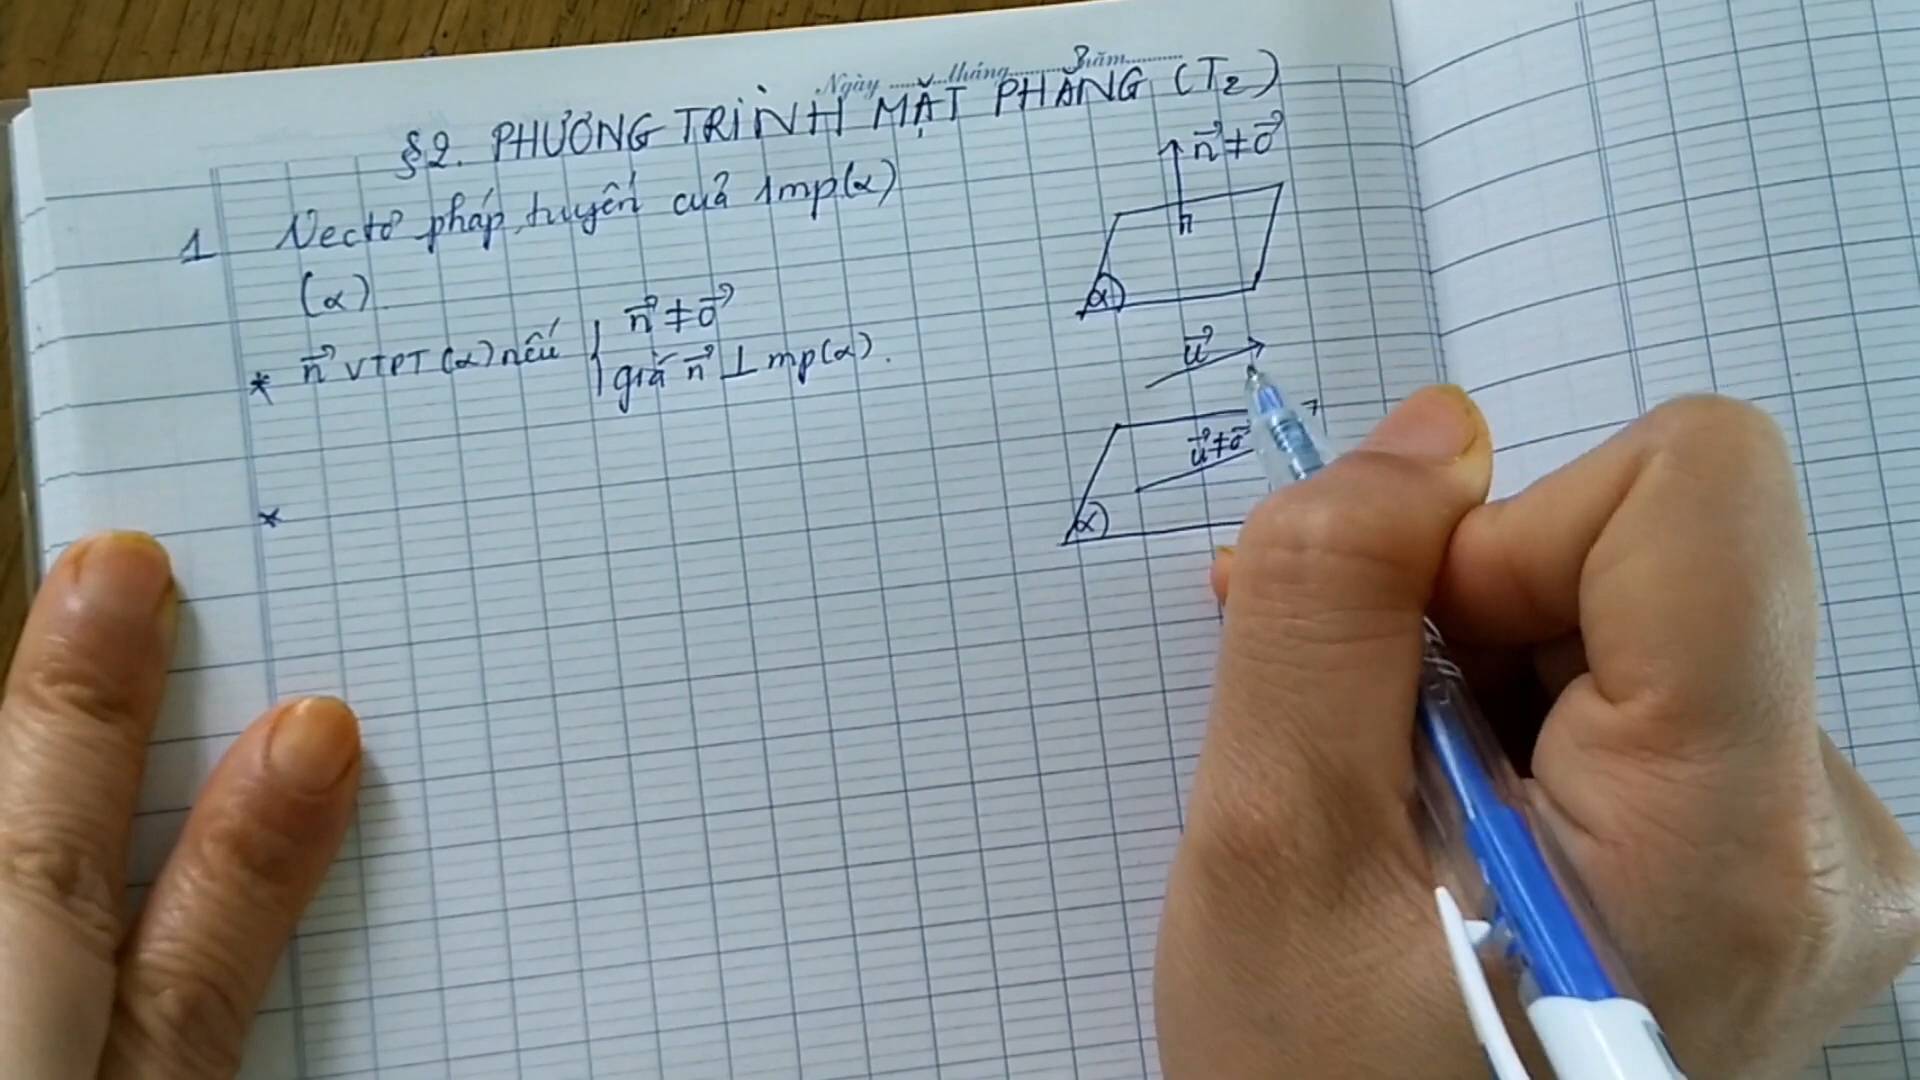 Ngày ......... tháng ......... năm .........
§2. PHƯƠNG TRÌNH MẶT PHẲNG (T2)
1 Vectơ pháp tuyến của 1mp(α)
(α)
* n⃗ VTPT (α) nếu { n⃗ ≠ 0⃗
giá n⃗ ⊥ mp(α).
*
n⃗ ≠ 0⃗
α
u⃗
u⃗ ≠ 0⃗
α